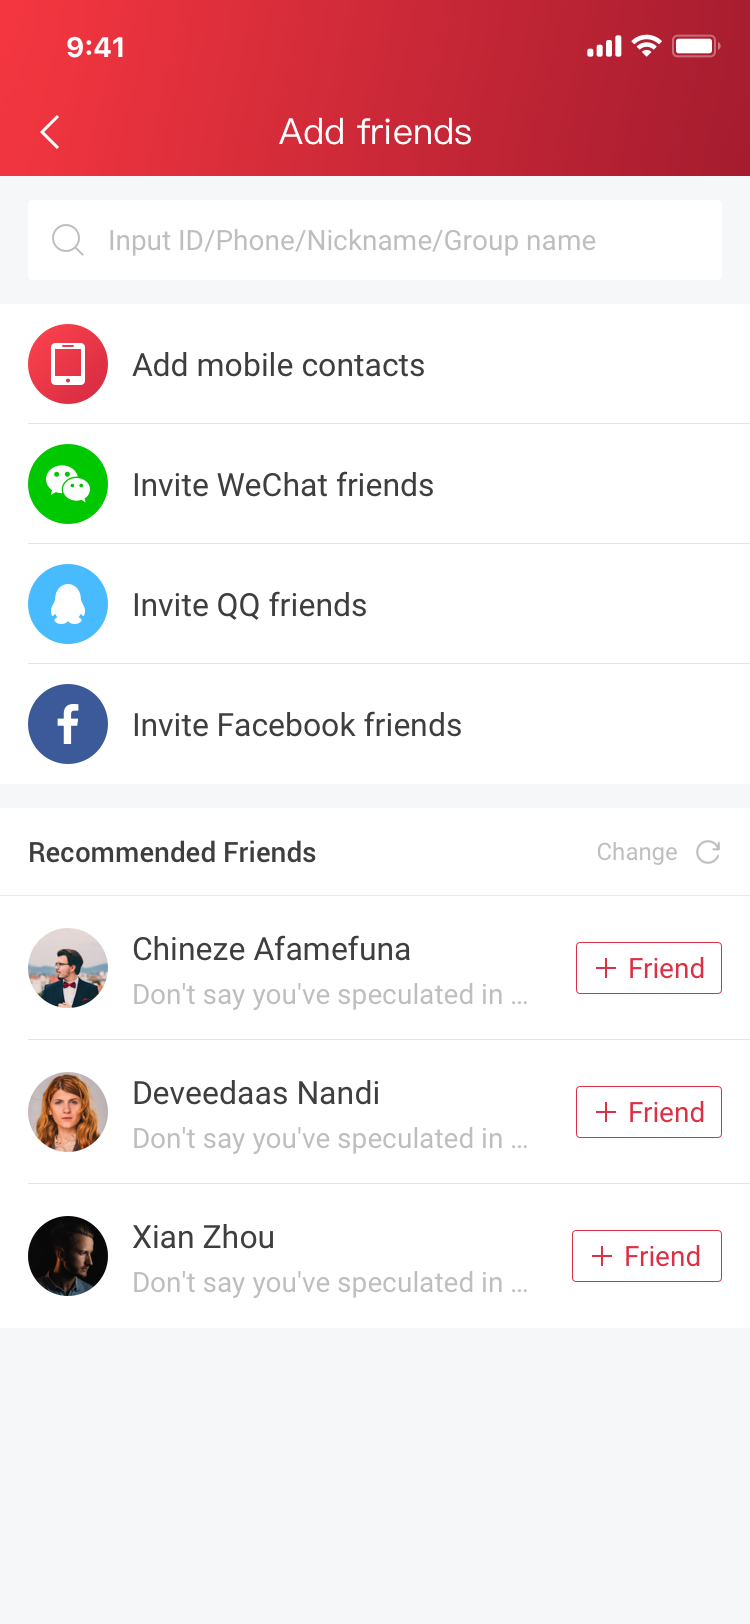 9:41
Add friends
Input ID/Phone/Nickname/Group name
Add mobile contacts
Invite WeChat friends
Invite QQ friends
Invite Facebook friends
Recommended Friends Change
Chineze Afamefuna
Don't say you've speculated in ...
+ Friend
Deveedaas Nandi
Don't say you've speculated in ...
+ Friend
Xian Zhou
Don't say you've speculated in ...
+ Friend